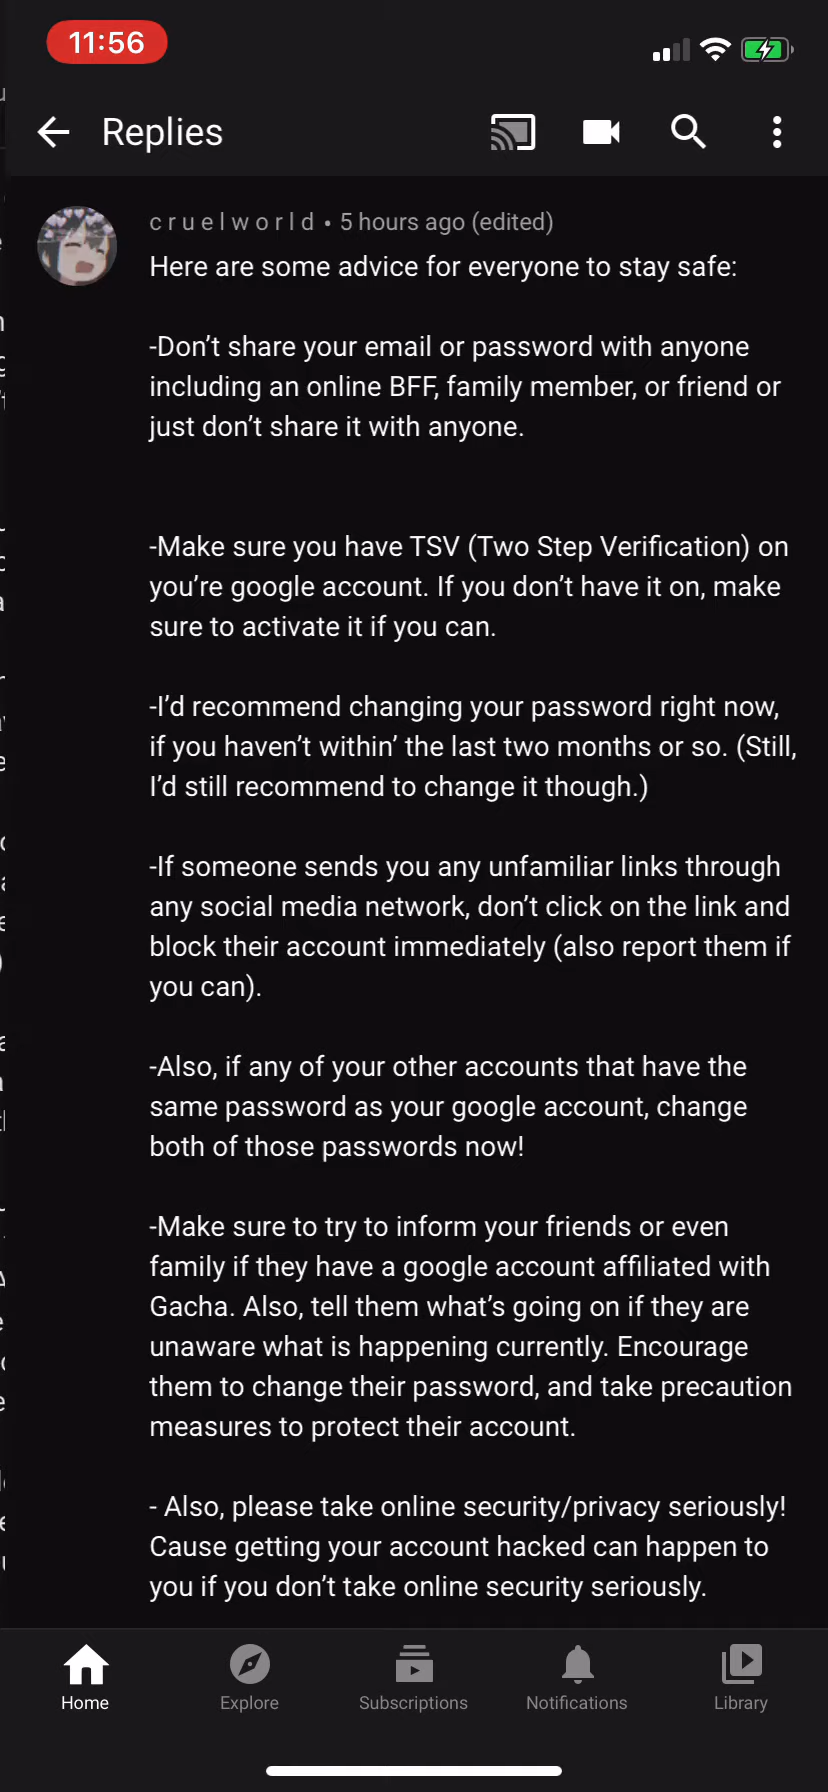 11:56
Replies
c r u e l w o r l d • 5 hours ago (edited)
Here are some advice for everyone to stay safe:
-Don’t share your email or password with anyone
including an online BFF, family member, or friend or
just don’t share it with anyone.
-Make sure you have TSV (Two Step Verification) on
you’re google account. If you don’t have it on, make
sure to activate it if you can.
-I’d recommend changing your password right now,
if you haven’t within’ the last two months or so. (Still,
I’d still recommend to change it though.)
-If someone sends you any unfamiliar links through
any social media network, don’t click on the link and
block their account immediately (also report them if
you can).
-Also, if any of your other accounts that have the
same password as your google account, change
both of those passwords now!
-Make sure to try to inform your friends or even
family if they have a google account affiliated with
Gacha. Also, tell them what’s going on if they are
unaware what is happening currently. Encourage
them to change their password, and take precaution
measures to protect their account.
- Also, please take online security/privacy seriously!
Cause getting your account hacked can happen to
you if you don’t take online security seriously.
Home Explore Subscriptions Notifications Library